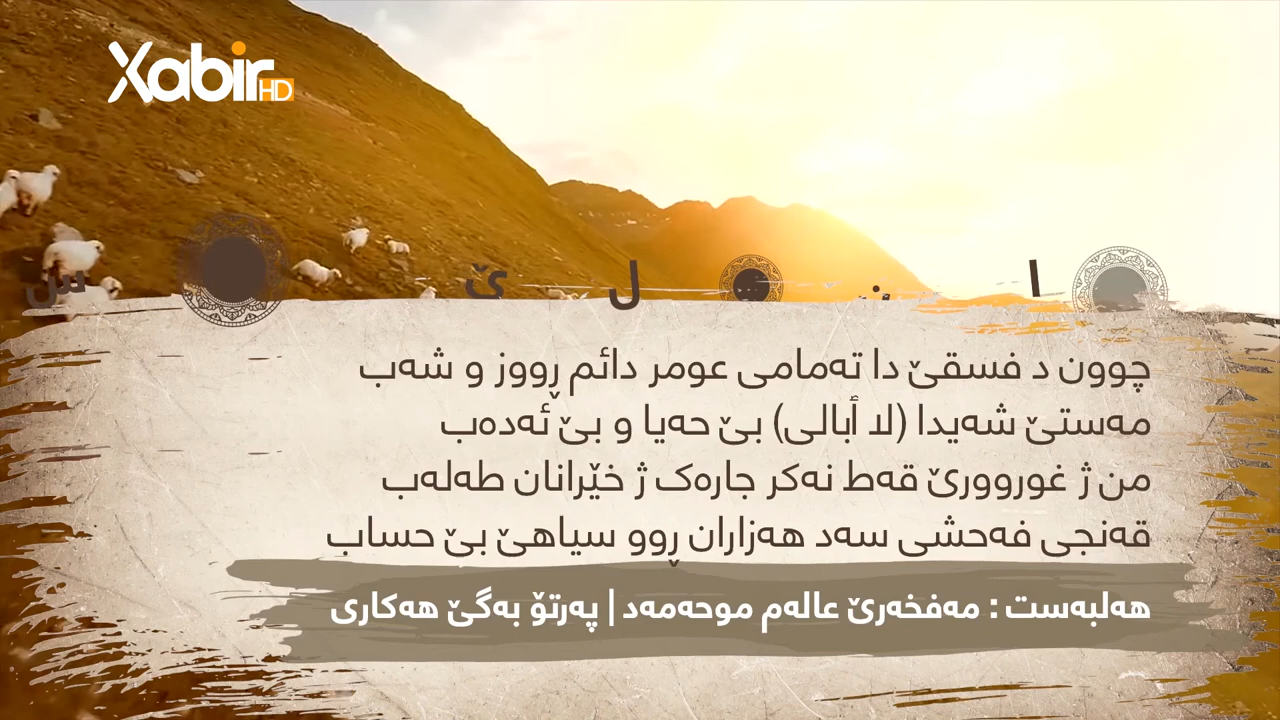 Xabir HD
چوون د فسقێ دا تەمامی عومر دائم ڕووز و شەب
مەستێ شەیدا (لا أبالی) بێ حەیا و بێ ئەدەب
من ژ غروورێ قەط نەکر جارەک ژ خێرانان طەلەب
قەنجی فەحشی سەد هەزاران ڕوو سیاهێ بێ حساب
هەلبەست : مەفخەرێ عالەم موحەمەد | پەرتۆ بەگێ هەکاری